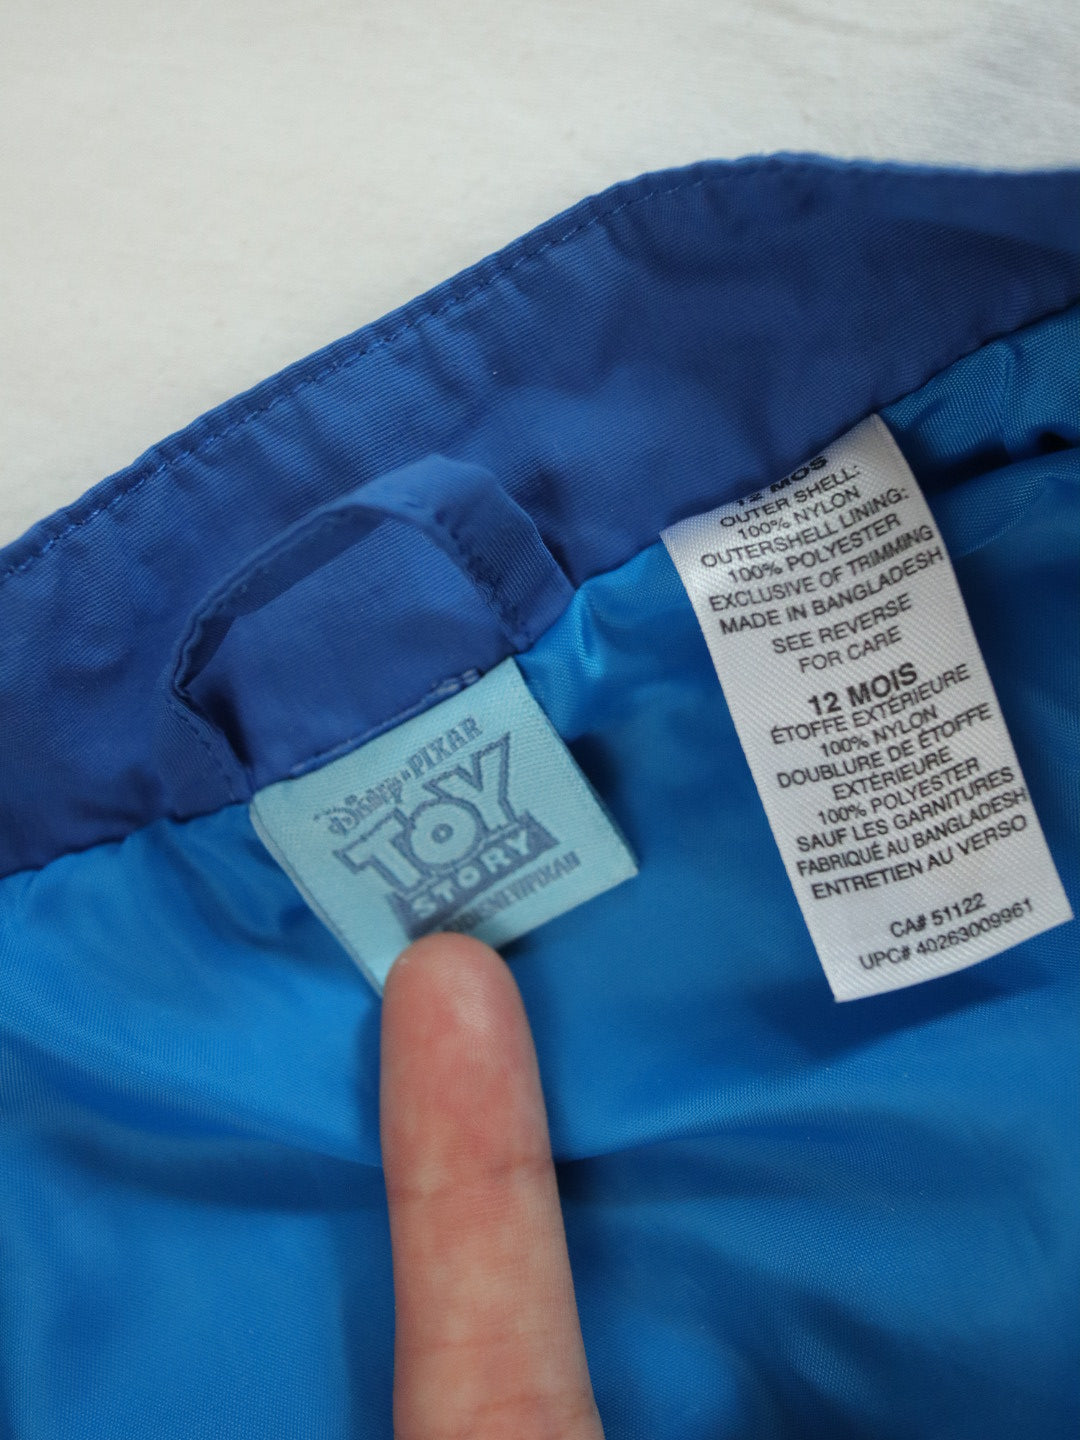 Disney PIXAR
TOY
STORY
©DISNEY/PIXAR
12 MOS
OUTER SHELL:
100% NYLON
OUTERSHELL LINING:
100% POLYESTER
EXCLUSIVE OF TRIMMING
MADE IN BANGLADESH
SEE REVERSE
FOR CARE
12 MOIS
ÉTOFFE EXTÉRIEURE
100% NYLON
DOUBLURE DE ÉTOFFE
EXTÉRIEURE
100% POLYESTER
SAUF LES GARNITURES
FABRIQUÉ AU BANGLADESH
ENTRETIEN AU VERSO
CA# 51122
UPC# 40263009961